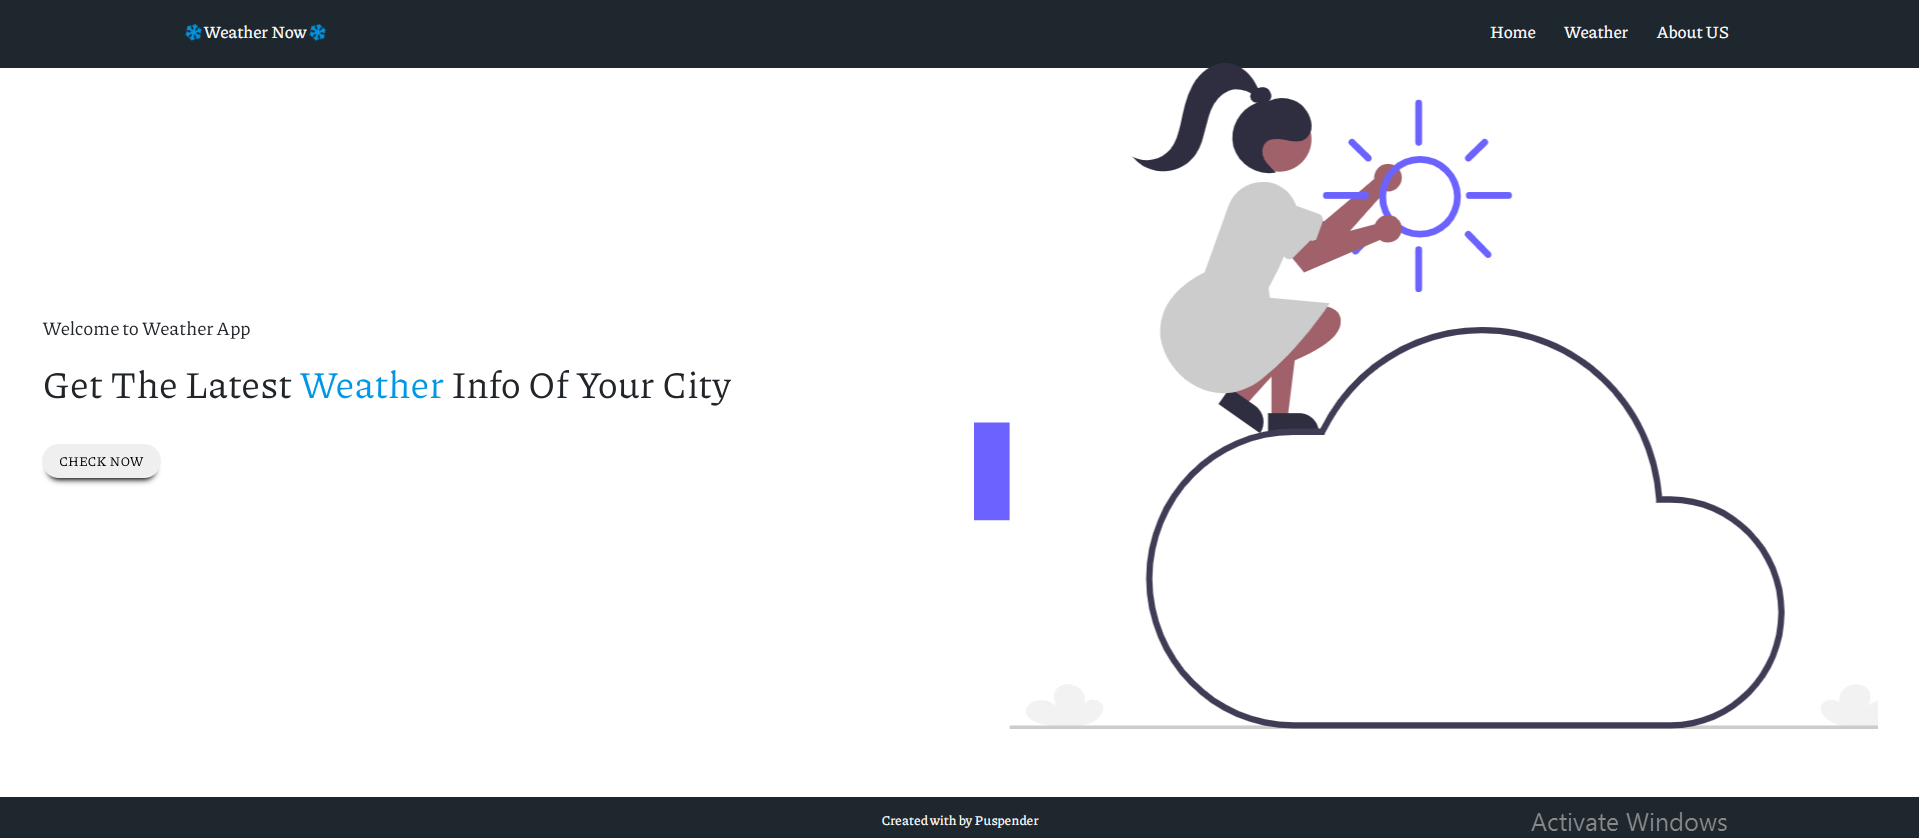 Weather Now
Home Weather About US
Welcome to Weather App
Get The Latest Weather Info Of Your City
CHECK NOW
Created with by Puspender
Activate Windows